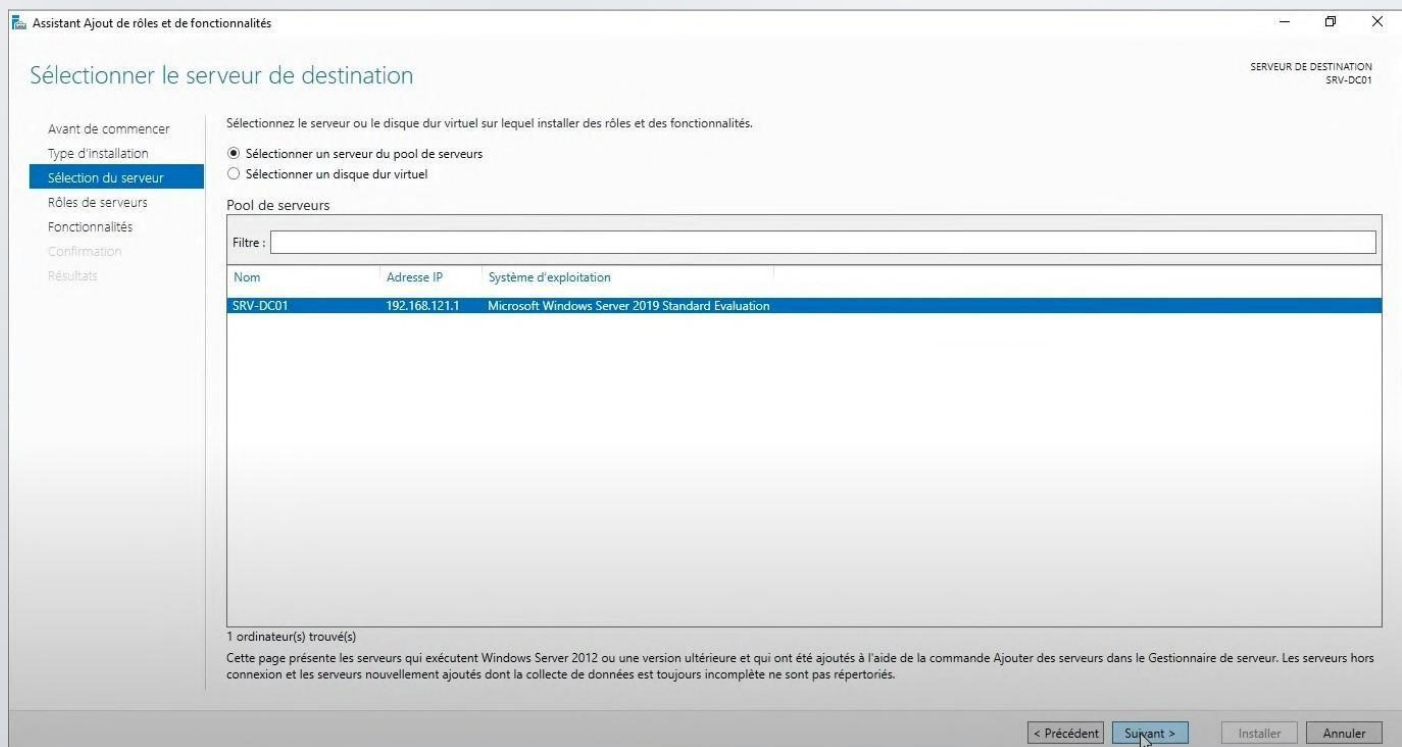 Assistant Ajout de rôles et de fonctionnalités
Sélectionner le serveur de destination
SERVEUR DE DESTINATION
SRV-DC01
Avant de commencer
Type d'installation
Sélection du serveur
Rôles de serveurs
Fonctionnalités
Confirmation
Résultats
Sélectionnez le serveur ou le disque dur virtuel sur lequel installer des rôles et des fonctionnalités.
Sélectionner un serveur du pool de serveurs
Sélectionner un disque dur virtuel
Pool de serveurs
Filtre :
Nom Adresse IP Système d'exploitation
SRV-DC01 192.168.121.1 Microsoft Windows Server 2019 Standard Evaluation
1 ordinateur(s) trouvé(s)
Cette page présente les serveurs qui exécutent Windows Server 2012 ou une version ultérieure et qui ont été ajoutés à l'aide de la commande Ajouter des serveurs dans le Gestionnaire de serveur. Les serveurs hors
connexion et les serveurs nouvellement ajoutés dont la collecte de données est toujours incomplète ne sont pas répertoriés.
< Précédent Suivant > Installer Annuler